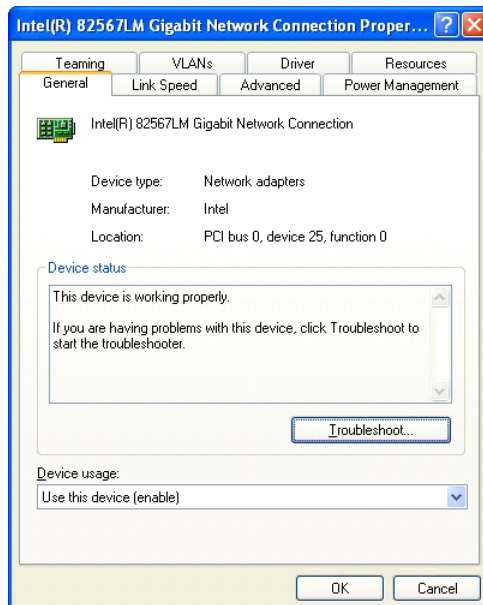 Intel(R) 82567LM Gigabit Network Connection Proper...
Teaming VLANs Driver Resources
General Link Speed Advanced Power Management
Intel(R) 82567LM Gigabit Network Connection
Device type: Network adapters
Manufacturer: Intel
Location: PCI bus 0, device 25, function 0
Device status
This device is working properly.
If you are having problems with this device, click Troubleshoot to
start the troubleshooter.
Troubleshoot...
Device usage:
Use this device (enable)
OK Cancel